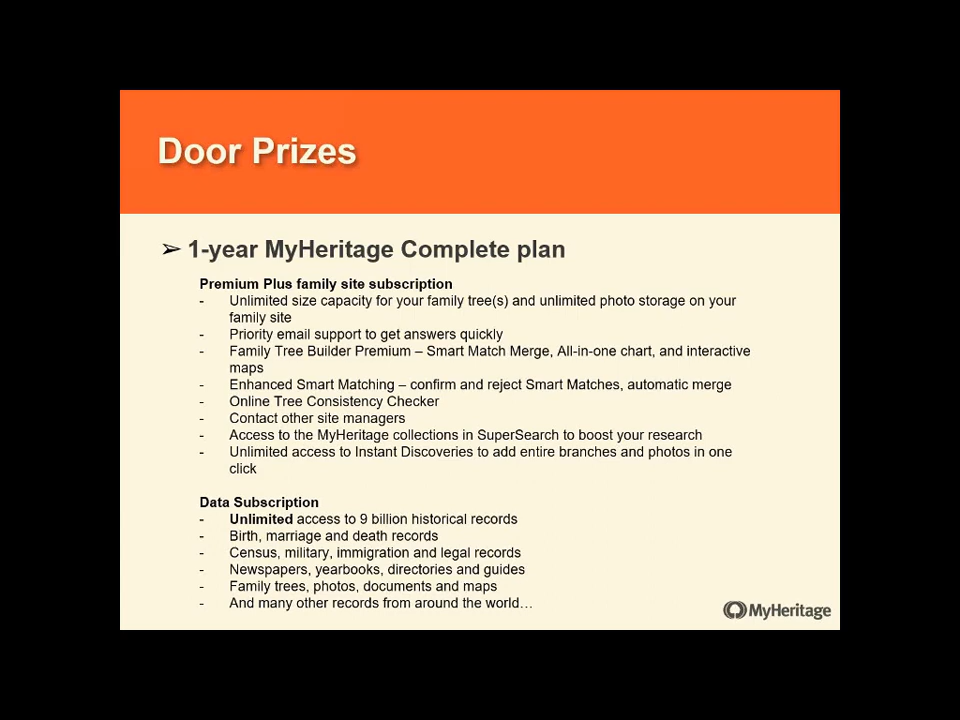 Door Prizes
➢ 1-year MyHeritage Complete plan
Premium Plus family site subscription
- Unlimited size capacity for your family tree(s) and unlimited photo storage on your
family site
- Priority email support to get answers quickly
- Family Tree Builder Premium – Smart Match Merge, All-in-one chart, and interactive
maps
- Enhanced Smart Matching – confirm and reject Smart Matches, automatic merge
- Online Tree Consistency Checker
- Contact other site managers
- Access to the MyHeritage collections in SuperSearch to boost your research
- Unlimited access to Instant Discoveries to add entire branches and photos in one
click
Data Subscription
- Unlimited access to 9 billion historical records
- Birth, marriage and death records
- Census, military, immigration and legal records
- Newspapers, yearbooks, directories and guides
- Family trees, photos, documents and maps
- And many other records from around the world…
MyHeritage